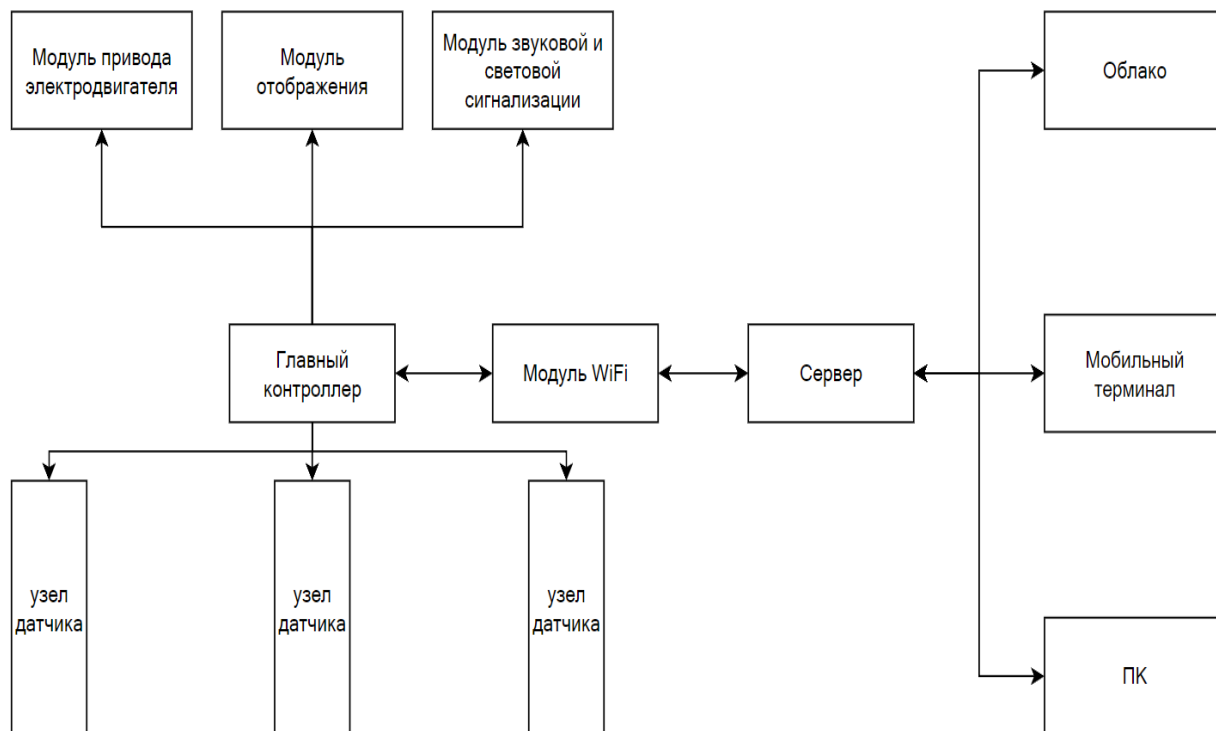 Модуль привода
электродвигателя
Модуль
отображения
Модуль звуковой и
световой
сигнализации
Облако
Главный
контроллер
Модуль WiFi
Сервер
Мобильный
терминал
узел
датчика
узел
датчика
узел
датчика
ПК